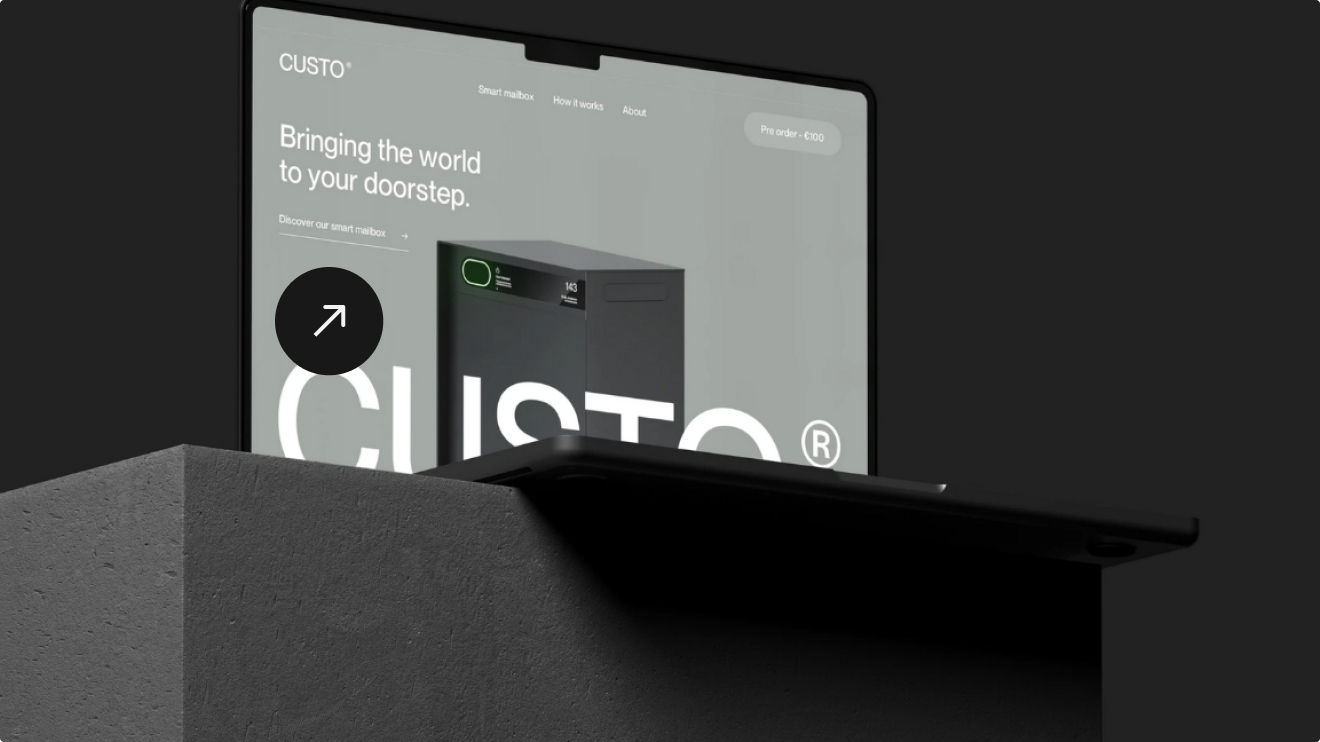 CUSTO®
Smart mailbox How it works About
Pre order - €100
Bringing the world
to your doorstep.
Discover our smart mailbox →
143
CUSTO®